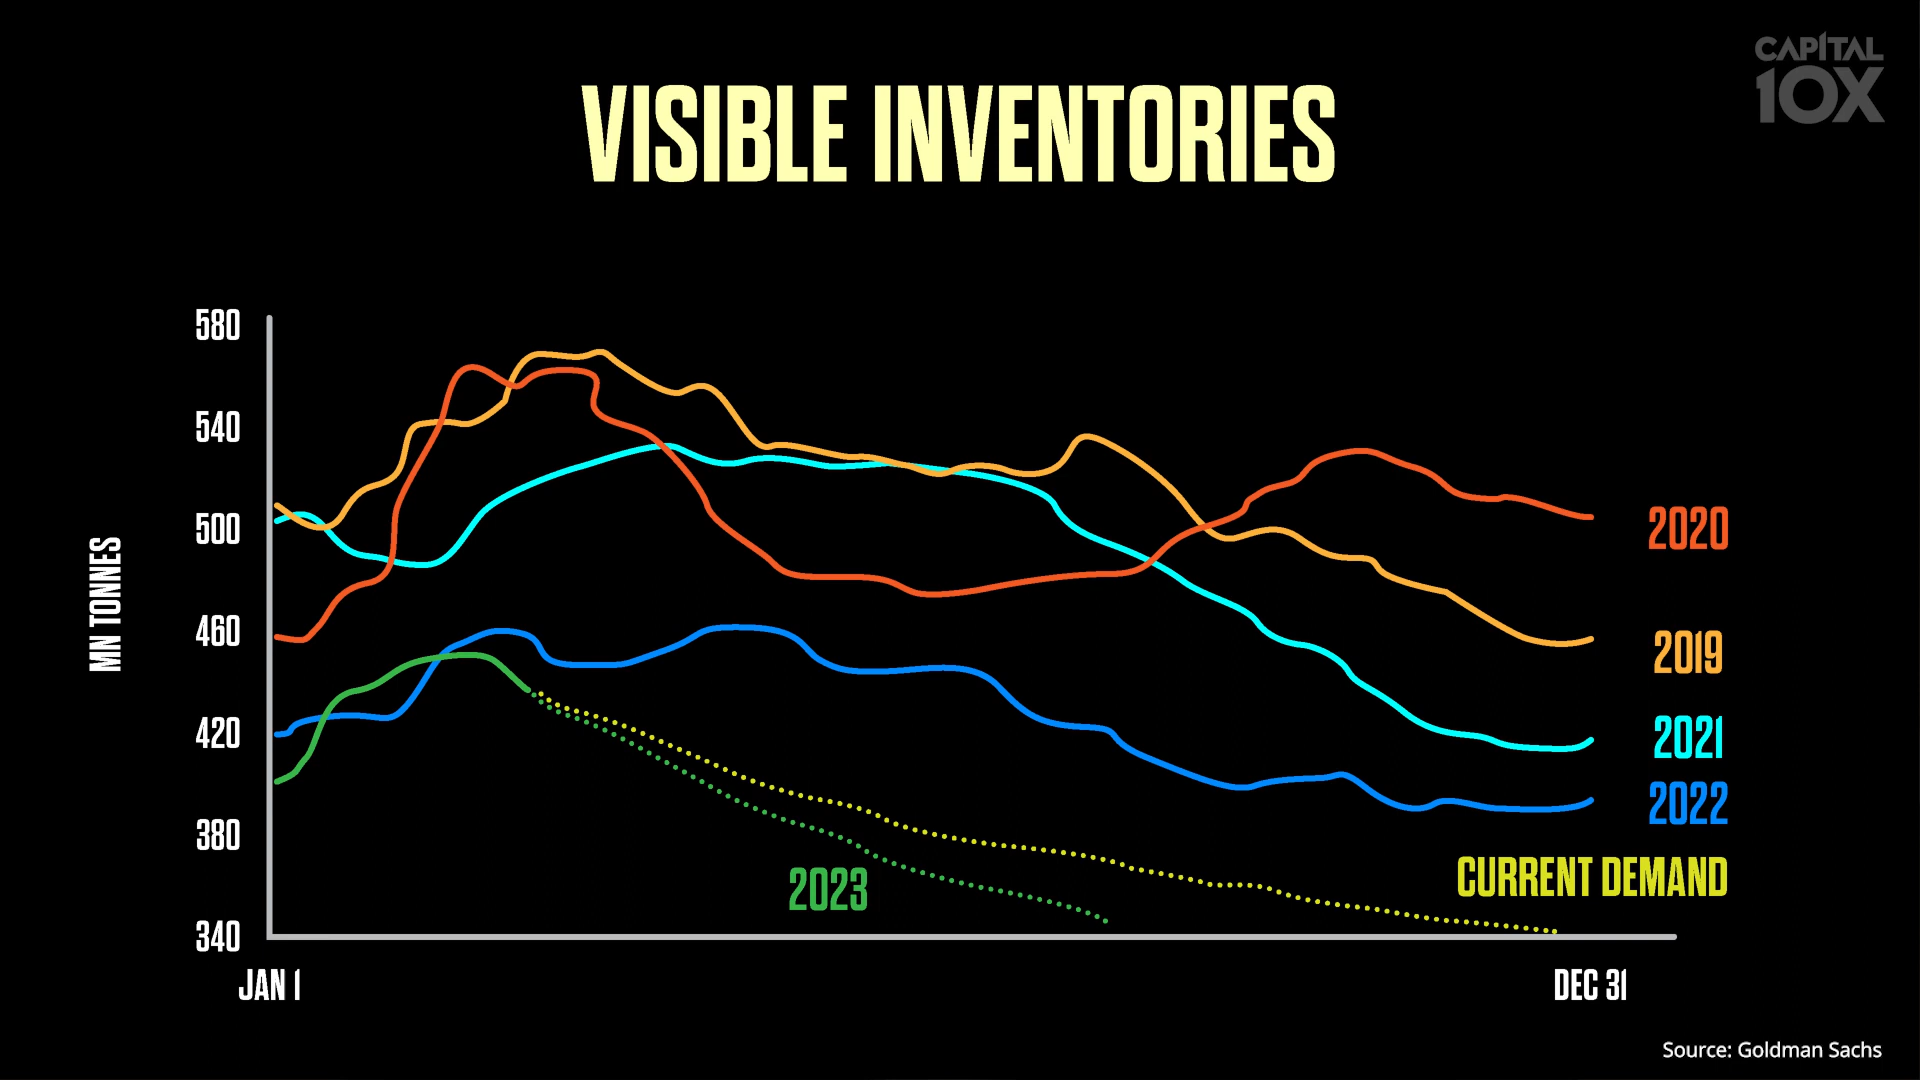 CAPITAL
10X
VISIBLE INVENTORIES
MN TONNES
580
540
500
460
420
380
340
JAN 1
DEC 31
2020
2019
2021
2022
CURRENT DEMAND
2023
Source: Goldman Sachs